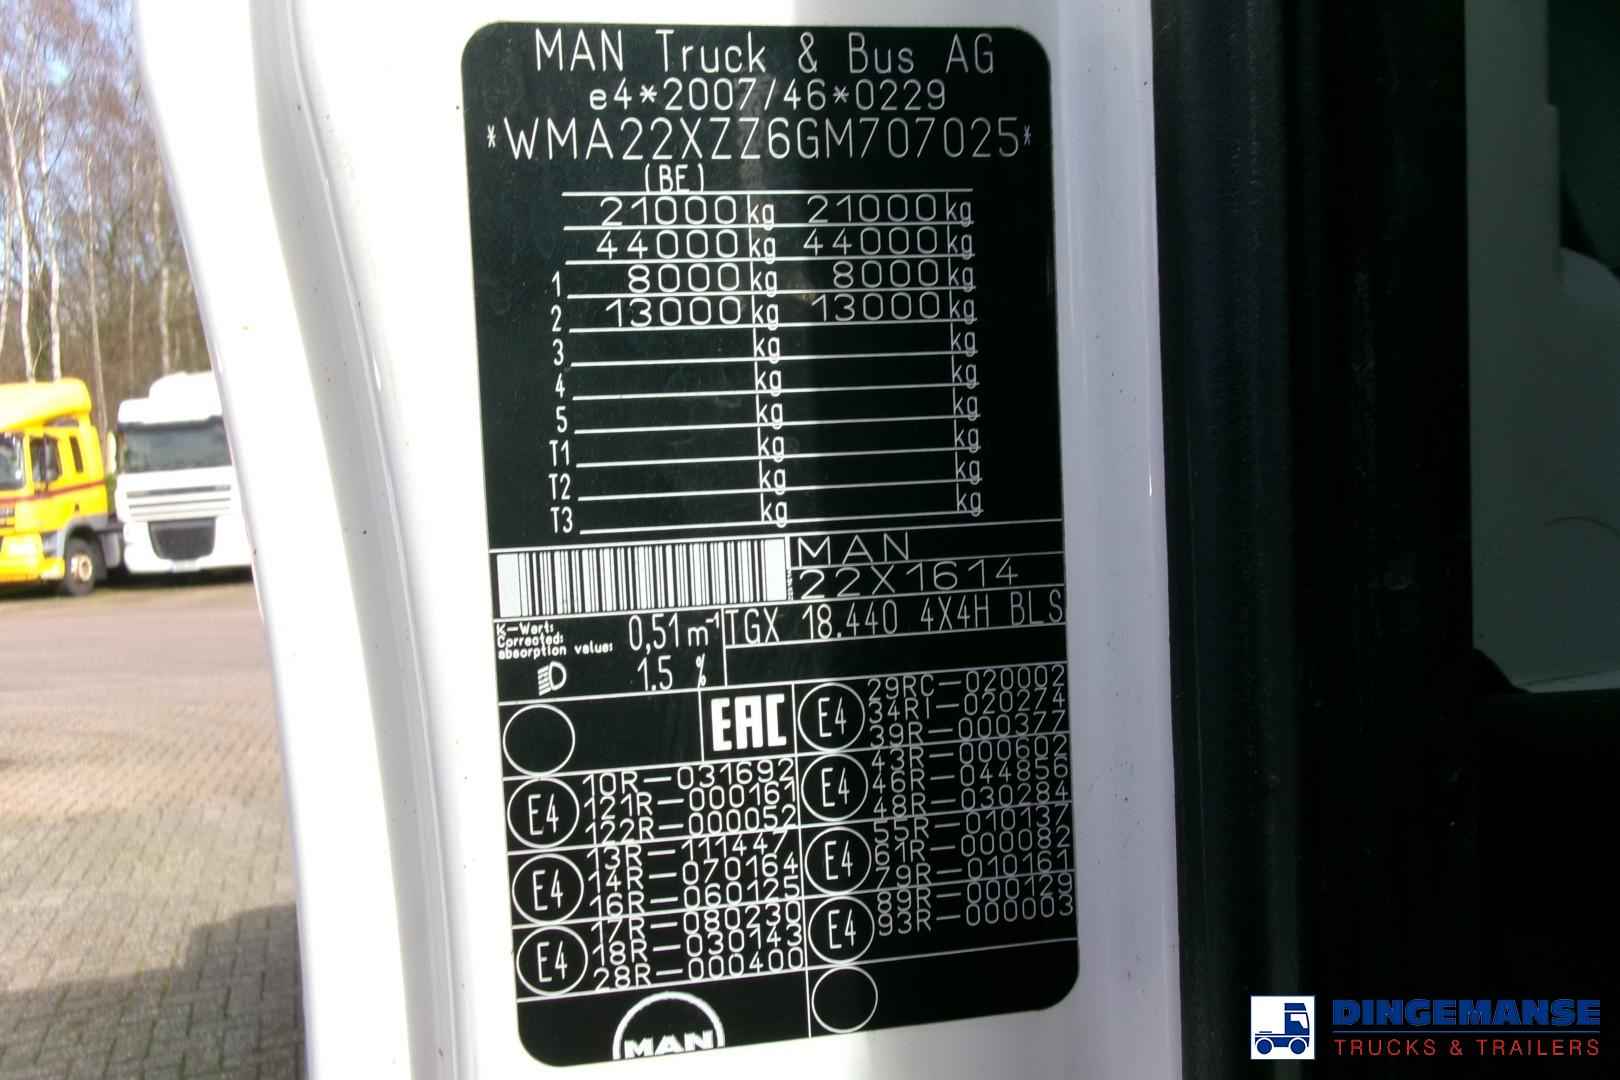 MAN Truck & Bus AG
e4*2007/46*0229
*WMA22XZZ6GM707025*
(BE)
21000 kg 21000 kg
44000 kg 44000 kg
1 8000 kg 8000 kg
2 13000 kg 13000 kg
3 kg kg
4 kg kg
5 kg kg
T1 kg kg
T2 kg kg
T3 kg kg
MAN
22X1614
K-Wert:
Corrected:
absorption value: 0,51 m-1
TGX 18.440 4X4H BLS
1.5 %
EAC
E4
10R-031692
121R-000161
122R-000052
E4
13R-111447
14R-070164
16R-060125
E4
17R-080230
18R-030143
28R-000400
E4
29RC-020002
34RI-020274
39R-000377
E4
43R-000602
46R-044856
48R-030284
E4
55R-010137
61R-000082
79R-010161
E4
89R-000129
93R-000003
MAN
DINGEMANSE
TRUCKS & TRAILERS